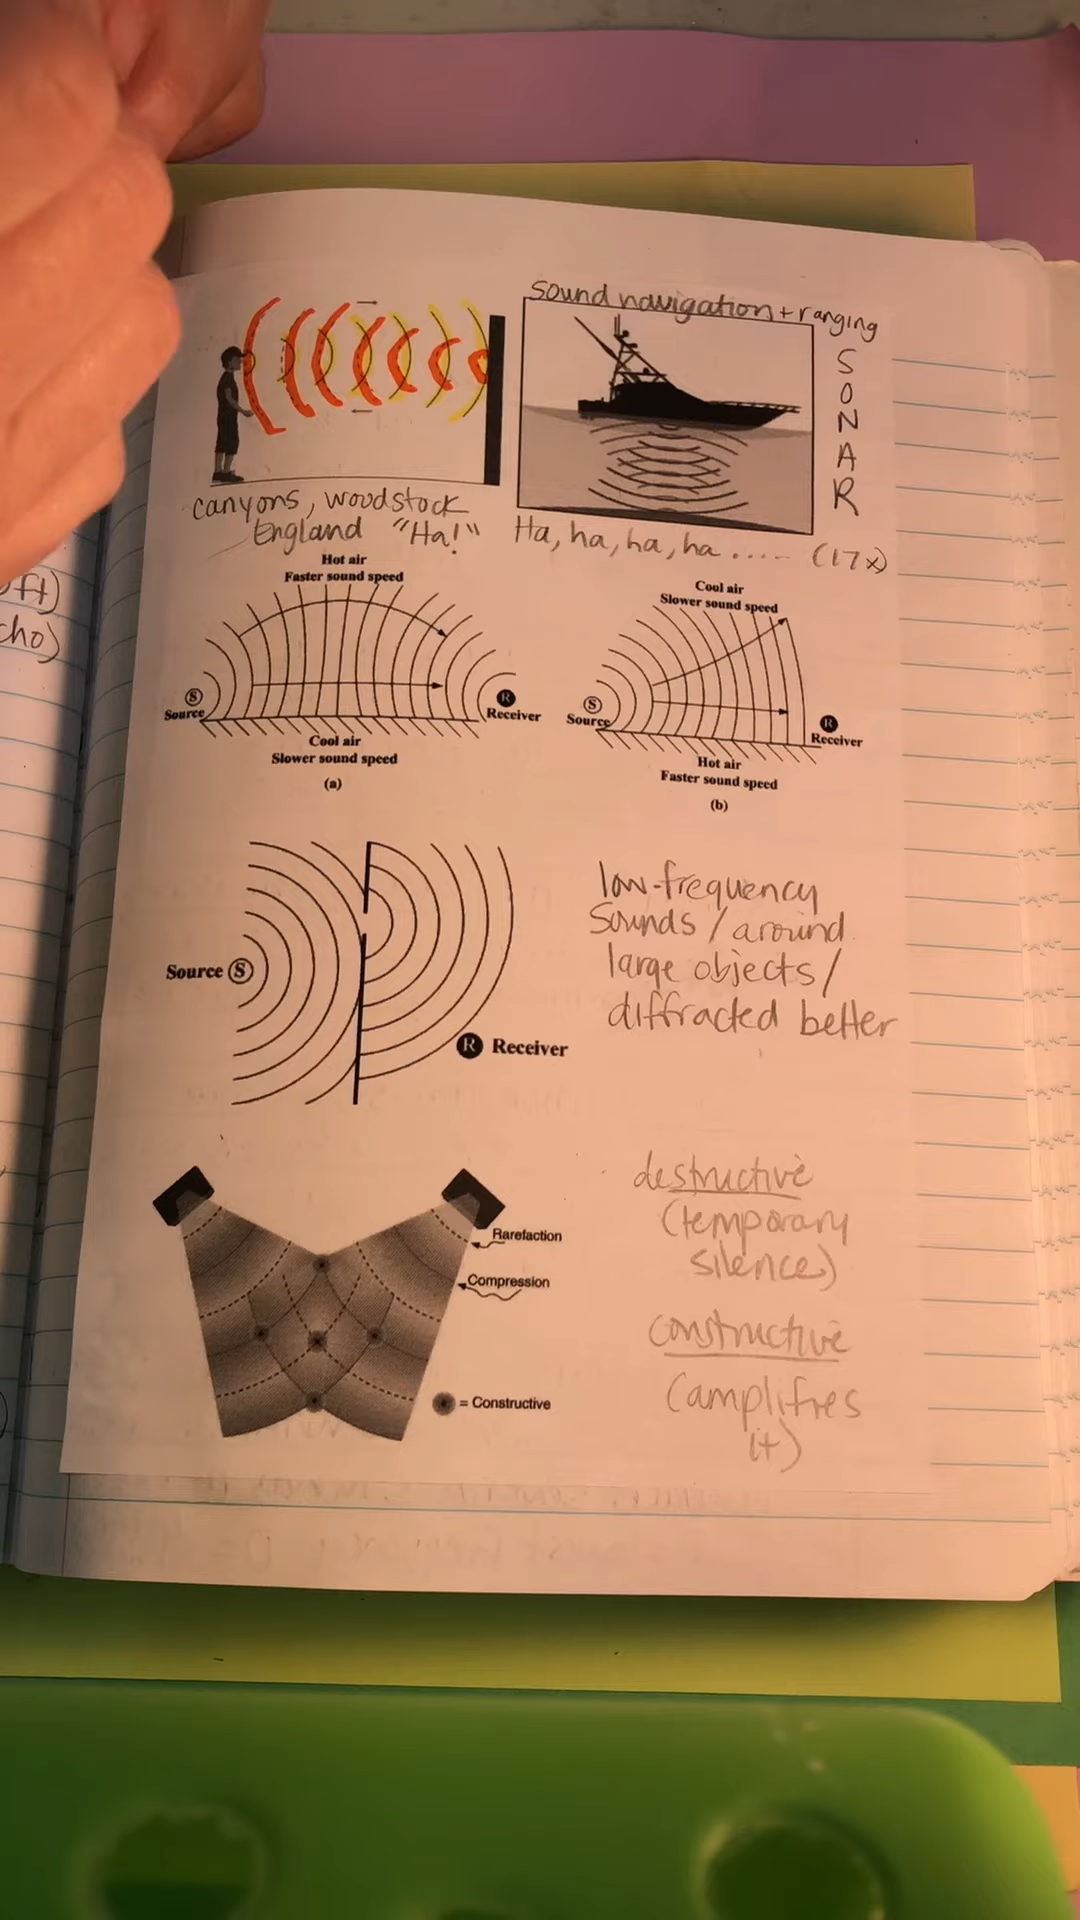 Sound navigation + ranging
S
O
N
A
R
canyons, woodstock
England "Ha!" Ha, ha, ha, ha ..... (17x)
ft)
cho)
Hot air
Faster sound speed
S
Source
R
Receiver
Cool air
Slower sound speed
(a)
Cool air
Slower sound speed
S
Source
R
Receiver
Hot air
Faster sound speed
(b)
low-frequency
Sounds / around
large objects /
diffracted better
Source S
R Receiver
destructive
(temporary
silence)
Rarefaction
Compression
constructive
(amplifies
it)
= Constructive